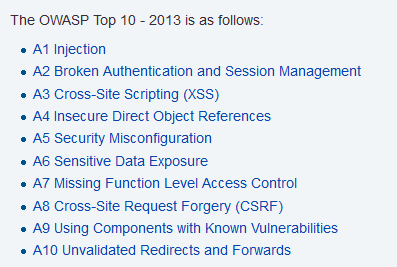 The OWASP Top 10 - 2013 is as follows:
A1 Injection
A2 Broken Authentication and Session Management
A3 Cross-Site Scripting (XSS)
A4 Insecure Direct Object References
A5 Security Misconfiguration
A6 Sensitive Data Exposure
A7 Missing Function Level Access Control
A8 Cross-Site Request Forgery (CSRF)
A9 Using Components with Known Vulnerabilities
A10 Unvalidated Redirects and Forwards